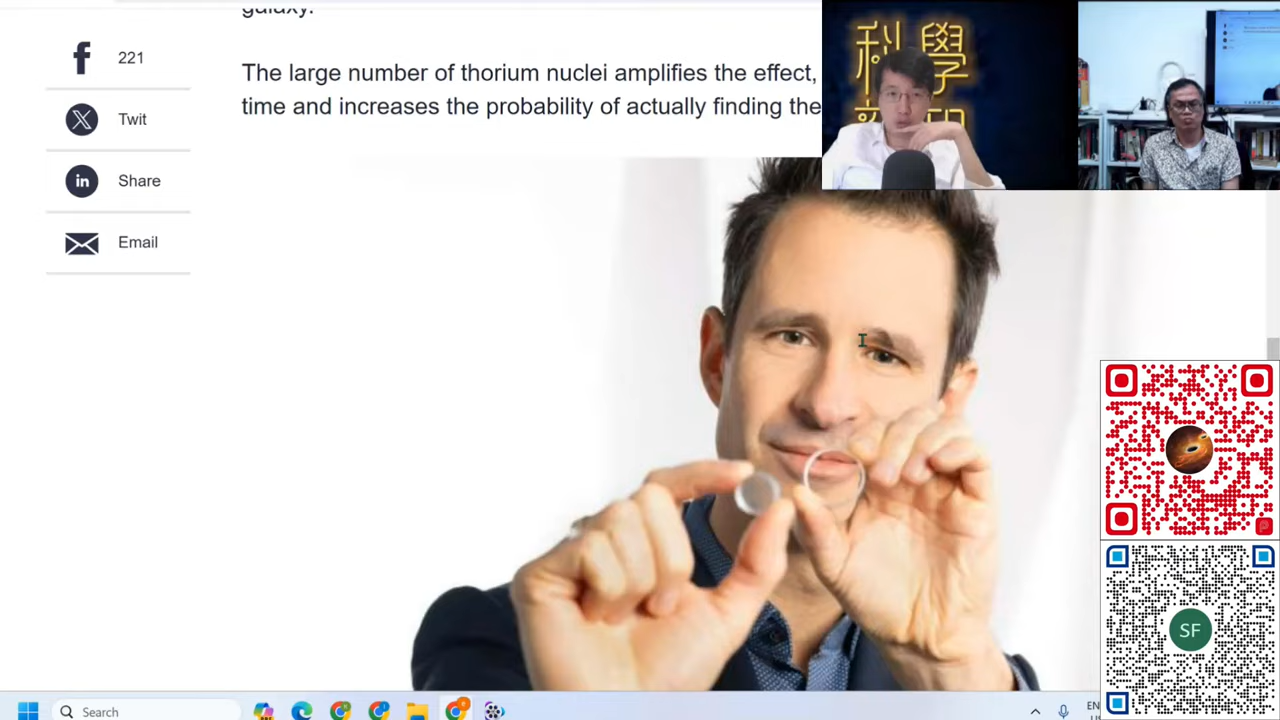 galaxy.
221
The large number of thorium nuclei amplifies the effect,
Twit
time and increases the probability of actually finding the
Share
Email
科學
SF
Search
EN